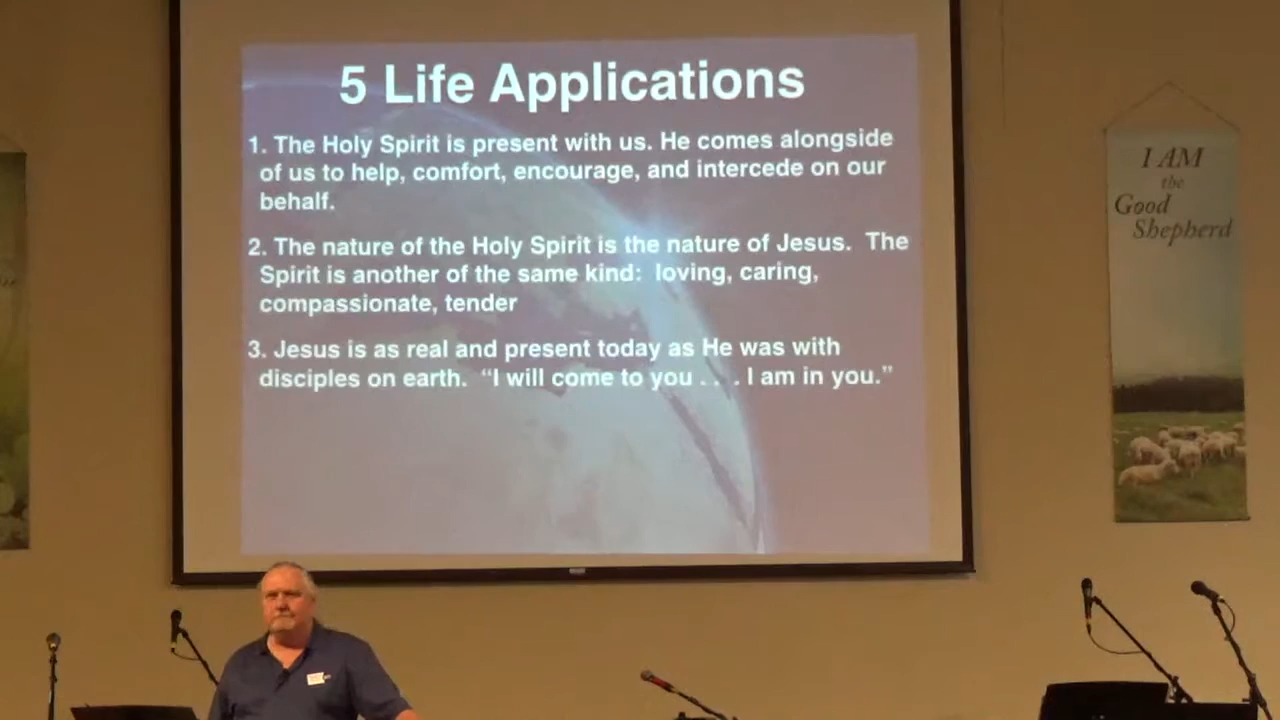 5 Life Applications
1. The Holy Spirit is present with us. He comes alongside
of us to help, comfort, encourage, and intercede on our
behalf.
2. The nature of the Holy Spirit is the nature of Jesus.  The
Spirit is another of the same kind:  loving, caring,
compassionate, tender
3. Jesus is as real and present today as He was with
disciples on earth.  “I will come to you . . . I am in you.”
I AM
the
Good
Shepherd